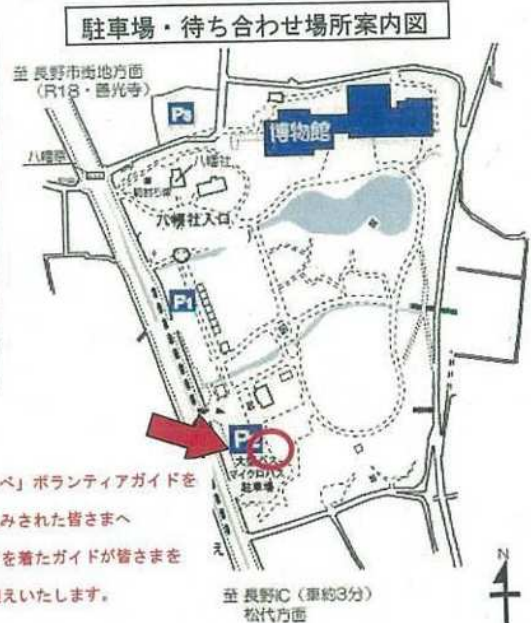 駐車場・待ち合わせ場所案内図
至 長野市街地方面
(R18・善光寺)
P3
博物館
八幡原
八幡社
八幡社入口
P1
P2
大型バス
マイクロバス
駐車場
べ」ボランティアガイドを
みされた皆さまへ
を着たガイドが皆さまを
えいたします。
え
至 長野IC(車約3分)
松代方面
N